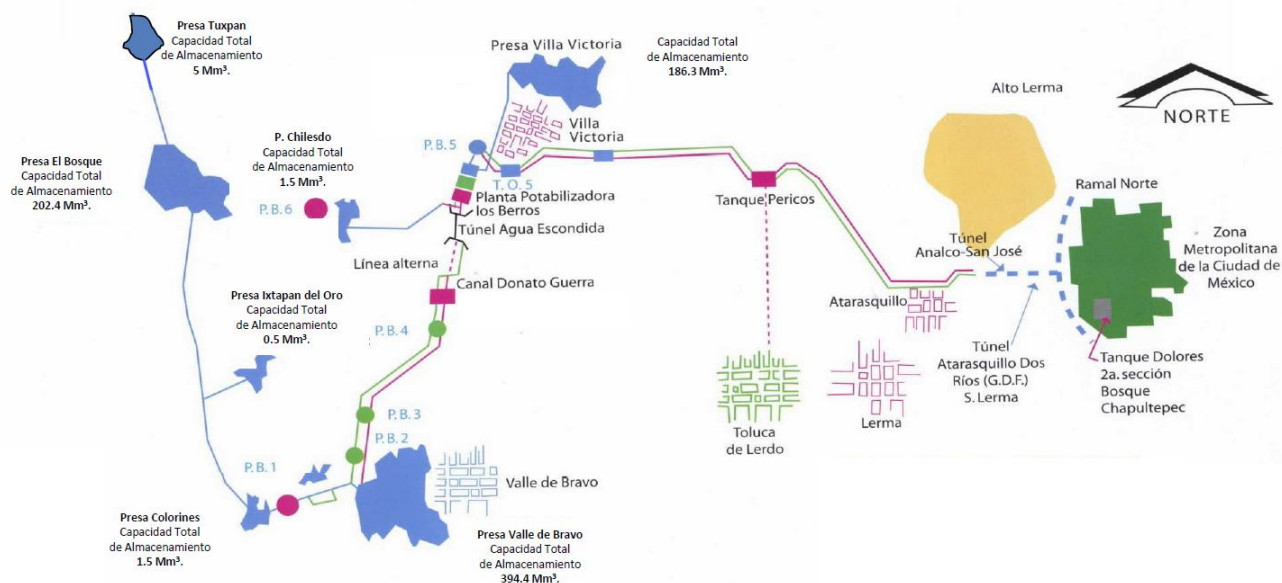 Presa Tuxpan
Capacidad Total
de Almacenamiento
5 Mm³.
Presa Villa Victoria
Capacidad Total
de Almacenamiento
186.3 Mm³.
Alto Lerma
NORTE
Presa El Bosque
Capacidad Total
de Almacenamiento
202.4 Mm³.
P. Chilesdo
Capacidad Total
de Almacenamiento
1.5 Mm³.
P.B.6
P.B.5
Villa
Victoria
T.O.5
Planta Potabilizadora
los Berros
Túnel Agua Escondida
Línea alterna
Canal Donato Guerra
Tanque Pericos
Ramal Norte
Túnel
Analco-San José
Zona
Metropolitana
de la Ciudad de
México
Presa Ixtapan del Oro
Capacidad Total
de Almacenamiento
0.5 Mm³.
P.B.4
Atarasquillo
P.B.3
P.B.2
P.B.1
Toluca
de Lerdo
Lerma
Túnel
Atarasquillo Dos
Ríos (G.D.F.)
S. Lerma
Tanque Dolores
2a. sección
Bosque
Chapultepec
Valle de Bravo
Presa Colorines
Capacidad Total
de Almacenamiento
1.5 Mm³.
Presa Valle de Bravo
Capacidad Total
de Almacenamiento
394.4 Mm³.